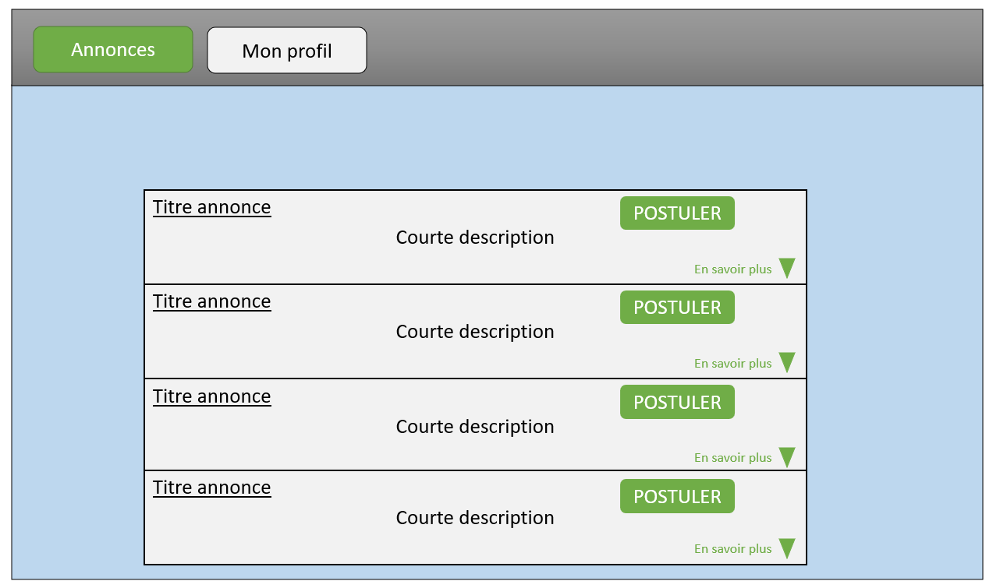 Annonces
Mon profil
Titre annonce
POSTULER
Courte description
En savoir plus
Titre annonce
POSTULER
Courte description
En savoir plus
Titre annonce
POSTULER
Courte description
En savoir plus
Titre annonce
POSTULER
Courte description
En savoir plus